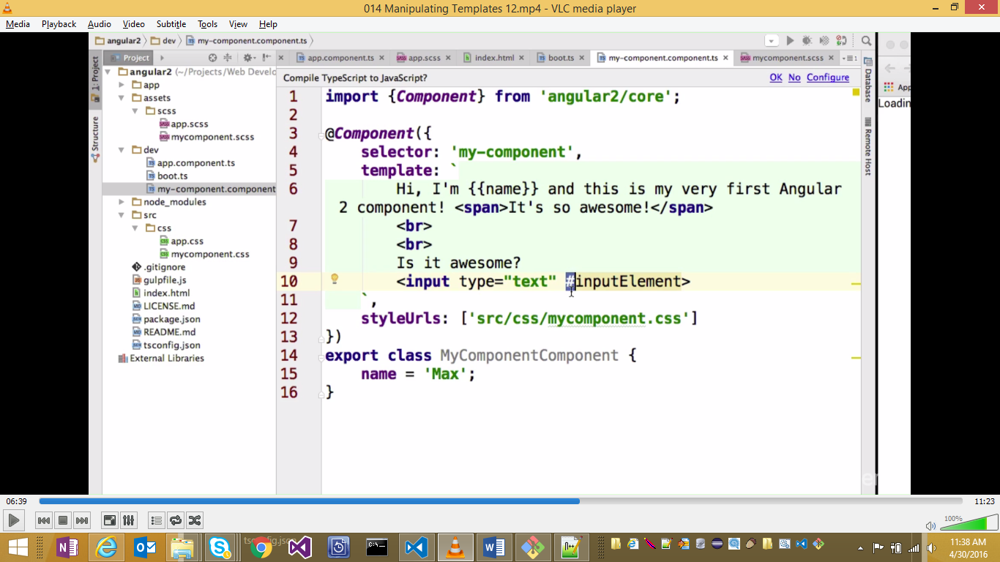 014 Manipulating Templates 12.mp4 - VLC media player
Media Playback Audio Video Subtitle Tools View Help
angular2 dev my-component.component.ts
Project app.component.ts app.scss index.html boot.ts my-component.component.ts mycomponent.scss
1: Project
Structure
Database
Remote Host
angular2 (~/Projects/Web Develo
app
assets
scss
app.scss
mycomponent.scss
dev
app.component.ts
boot.ts
my-component.component
node_modules
src
css
app.css
mycomponent.css
.gitignore
gulpfile.js
index.html
LICENSE.md
package.json
README.md
tsconfig.json
External Libraries
Compile TypeScript to JavaScript? OK No Configure
1 import {Component} from 'angular2/core';
2
3 @Component({
4 selector: 'my-component',
5 template: `
6 Hi, I'm {{name}} and this is my very first Angular
2 component! <span>It's so awesome!</span>
7 <br>
8 <br>
9 Is it awesome?
10 <input type="text" #inputElement>
11 `,
12 styleUrls: ['src/css/mycomponent.css']
13 })
14 export class MyComponentComponent {
15 name = 'Max';
16 }
App
Loadin
06:39 11:23
100%
tsconfig.json
11:38 AM
4/30/2016